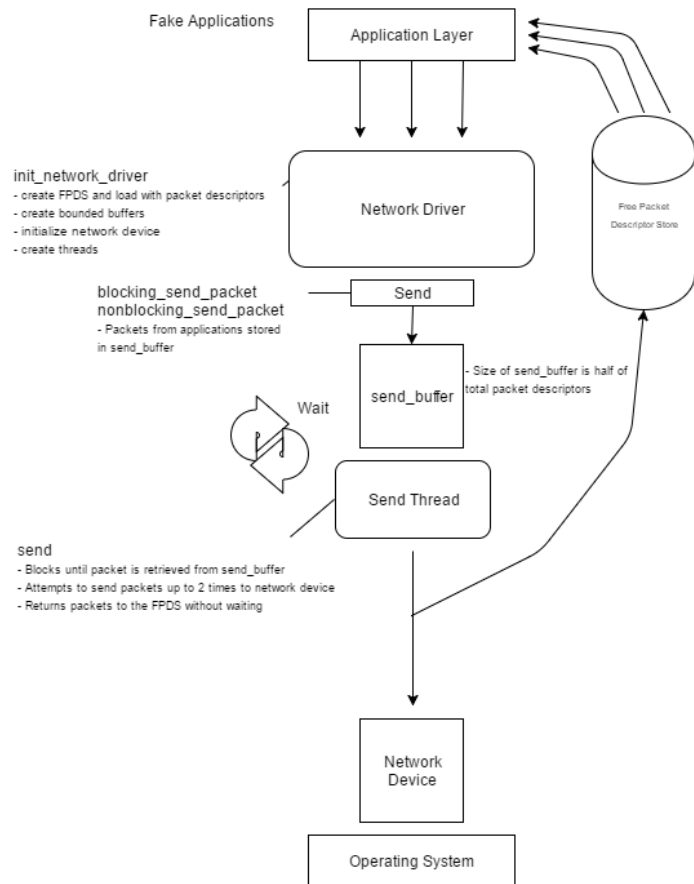 Fake Applications
Application Layer
init_network_driver
- create FPDS and load with packet descriptors
- create bounded buffers
- initialize network device
- create threads
Network Driver
Free Packet
Descriptor Store
blocking_send_packet
nonblocking_send_packet
- Packets from applications stored
in send_buffer
Send
send_buffer
- Size of send_buffer is half of
total packet descriptors
Wait
Send Thread
send
- Blocks until packet is retrieved from send_buffer
- Attempts to send packets up to 2 times to network device
- Returns packets to the FPDS without waiting
Network
Device
Operating System